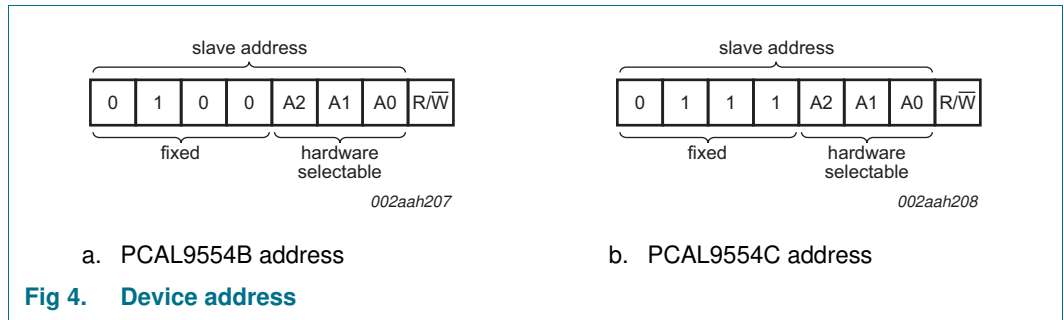 slave address
0 1 0 0 A2 A1 A0 R/W̅
fixed
hardware
selectable
002aah207
a. PCAL9554B address
slave address
0 1 1 1 A2 A1 A0 R/W̅
fixed
hardware
selectable
002aah208
b. PCAL9554C address
Fig 4. Device address